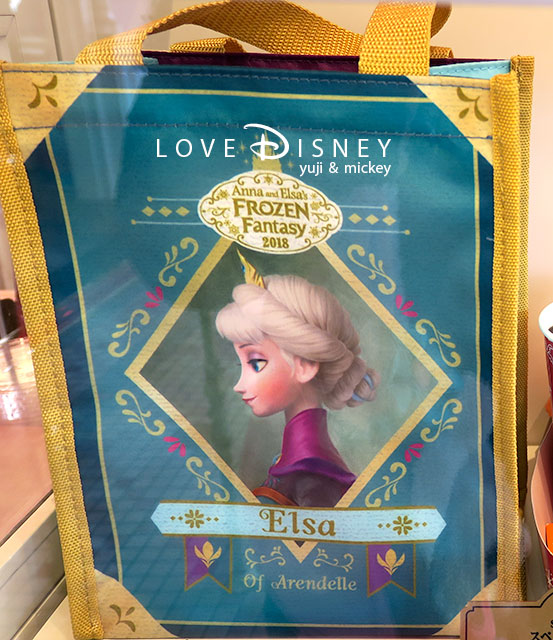 LOVE DISNEY
yuji & mickey
Anna and Elsa's
FROZEN
Fantasy
2018
Elsa
Of Arendelle